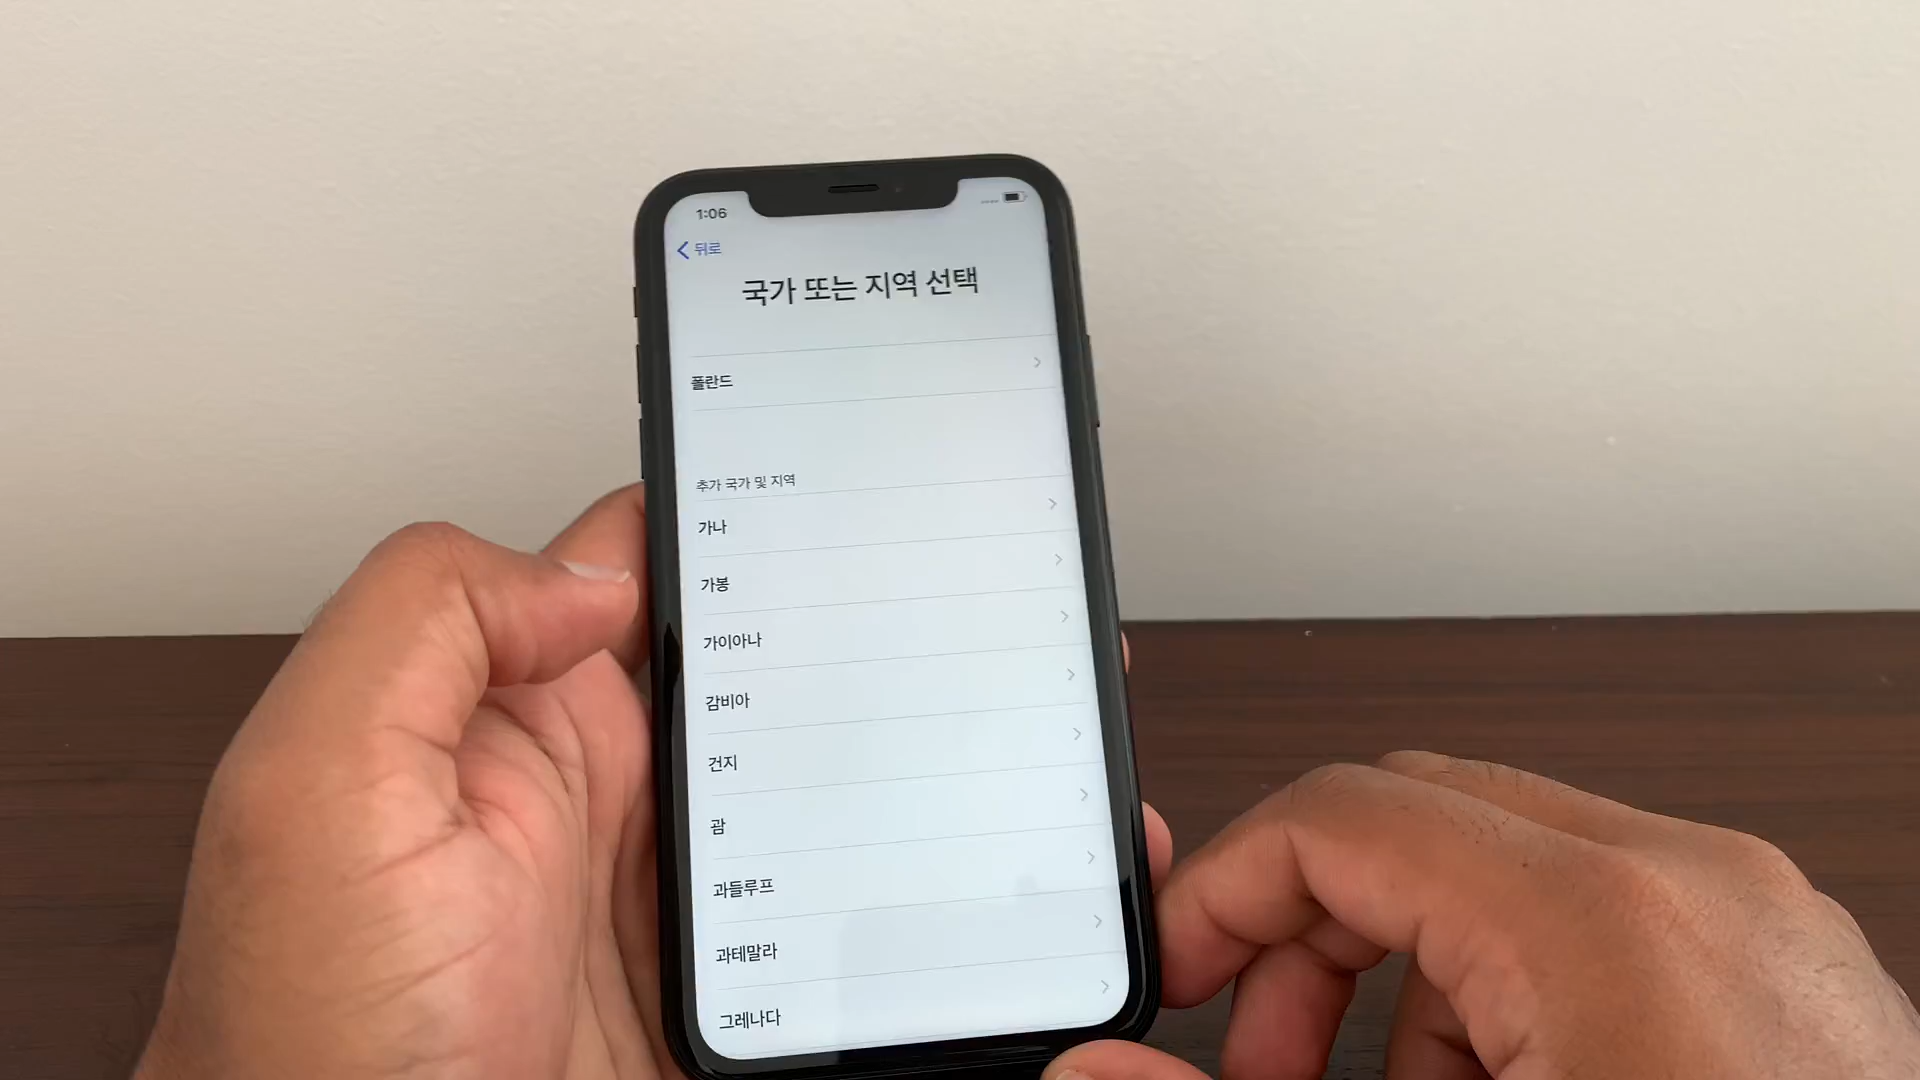 1:06
뒤로
국가 또는 지역 선택
폴란드
추가 국가 및 지역
가나
가봉
가이아나
감비아
건지
괌
과들루프
과테말라
그레나다